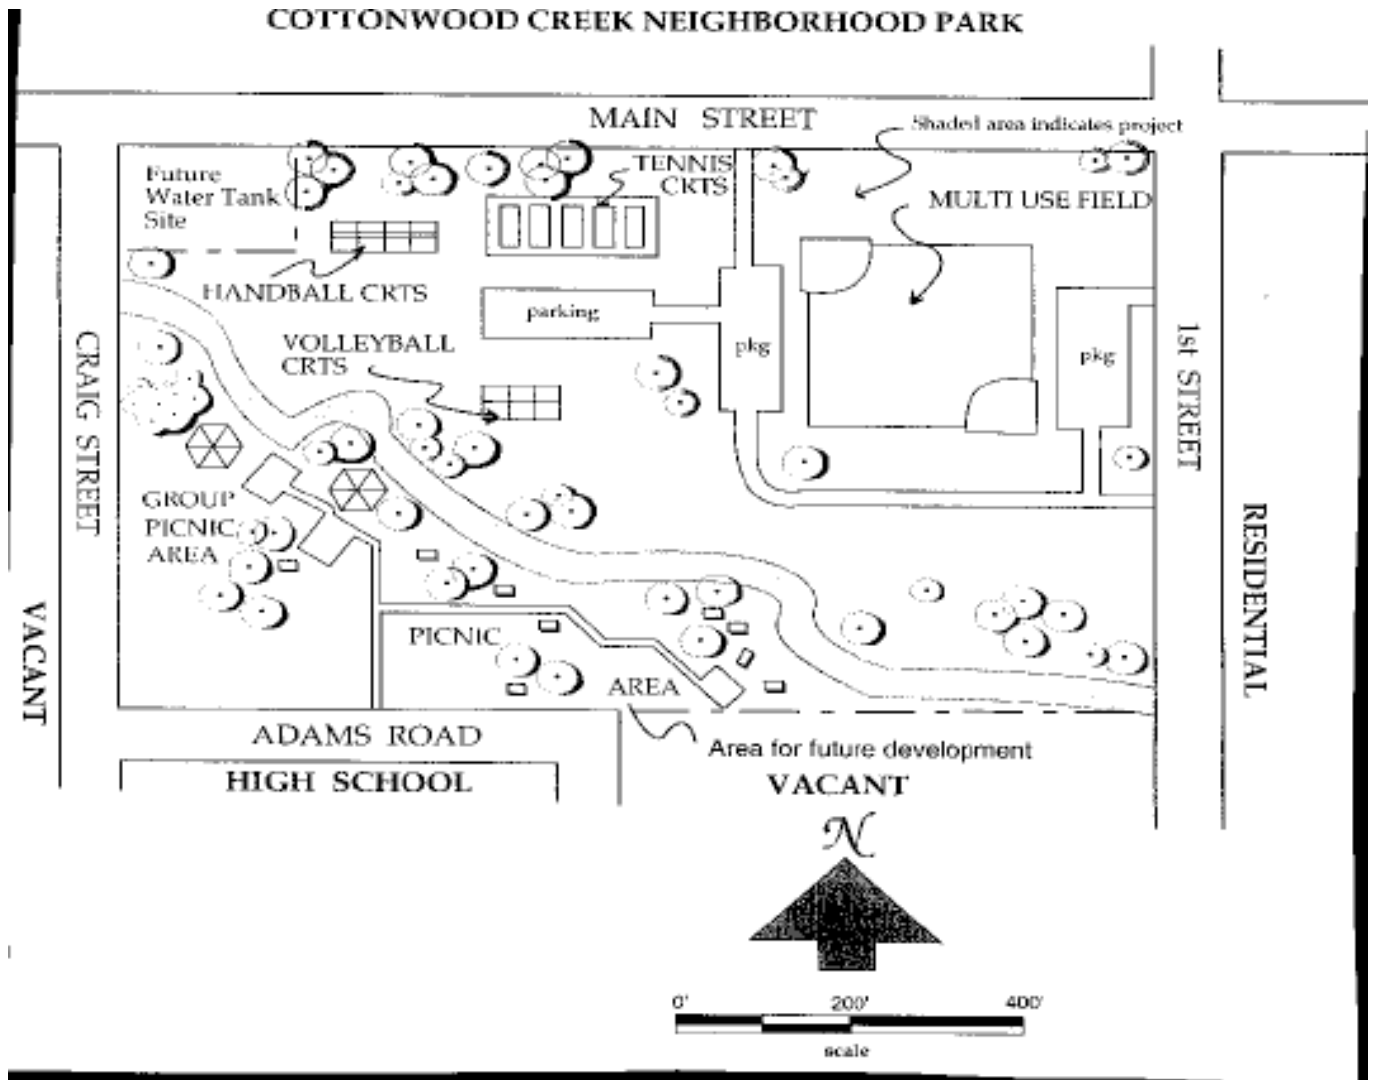 COTTONWOOD CREEK NEIGHBORHOOD PARK
MAIN STREET
Shaded area indicates project
Future
Water Tank
Site
TENNIS
CKTS
MULTI USE FIELD
HANDBALL CRTS
parking
VOLLEYBALL
CRTS
pkg
pkg
CRAIG STREET
1st STREET
GROUP
PICNIC
AREA
VACANT
RESIDENTIAL
PICNIC
AREA
ADAMS ROAD
Area for future development
HIGH SCHOOL
VACANT
N
0' 200' 400'
scale